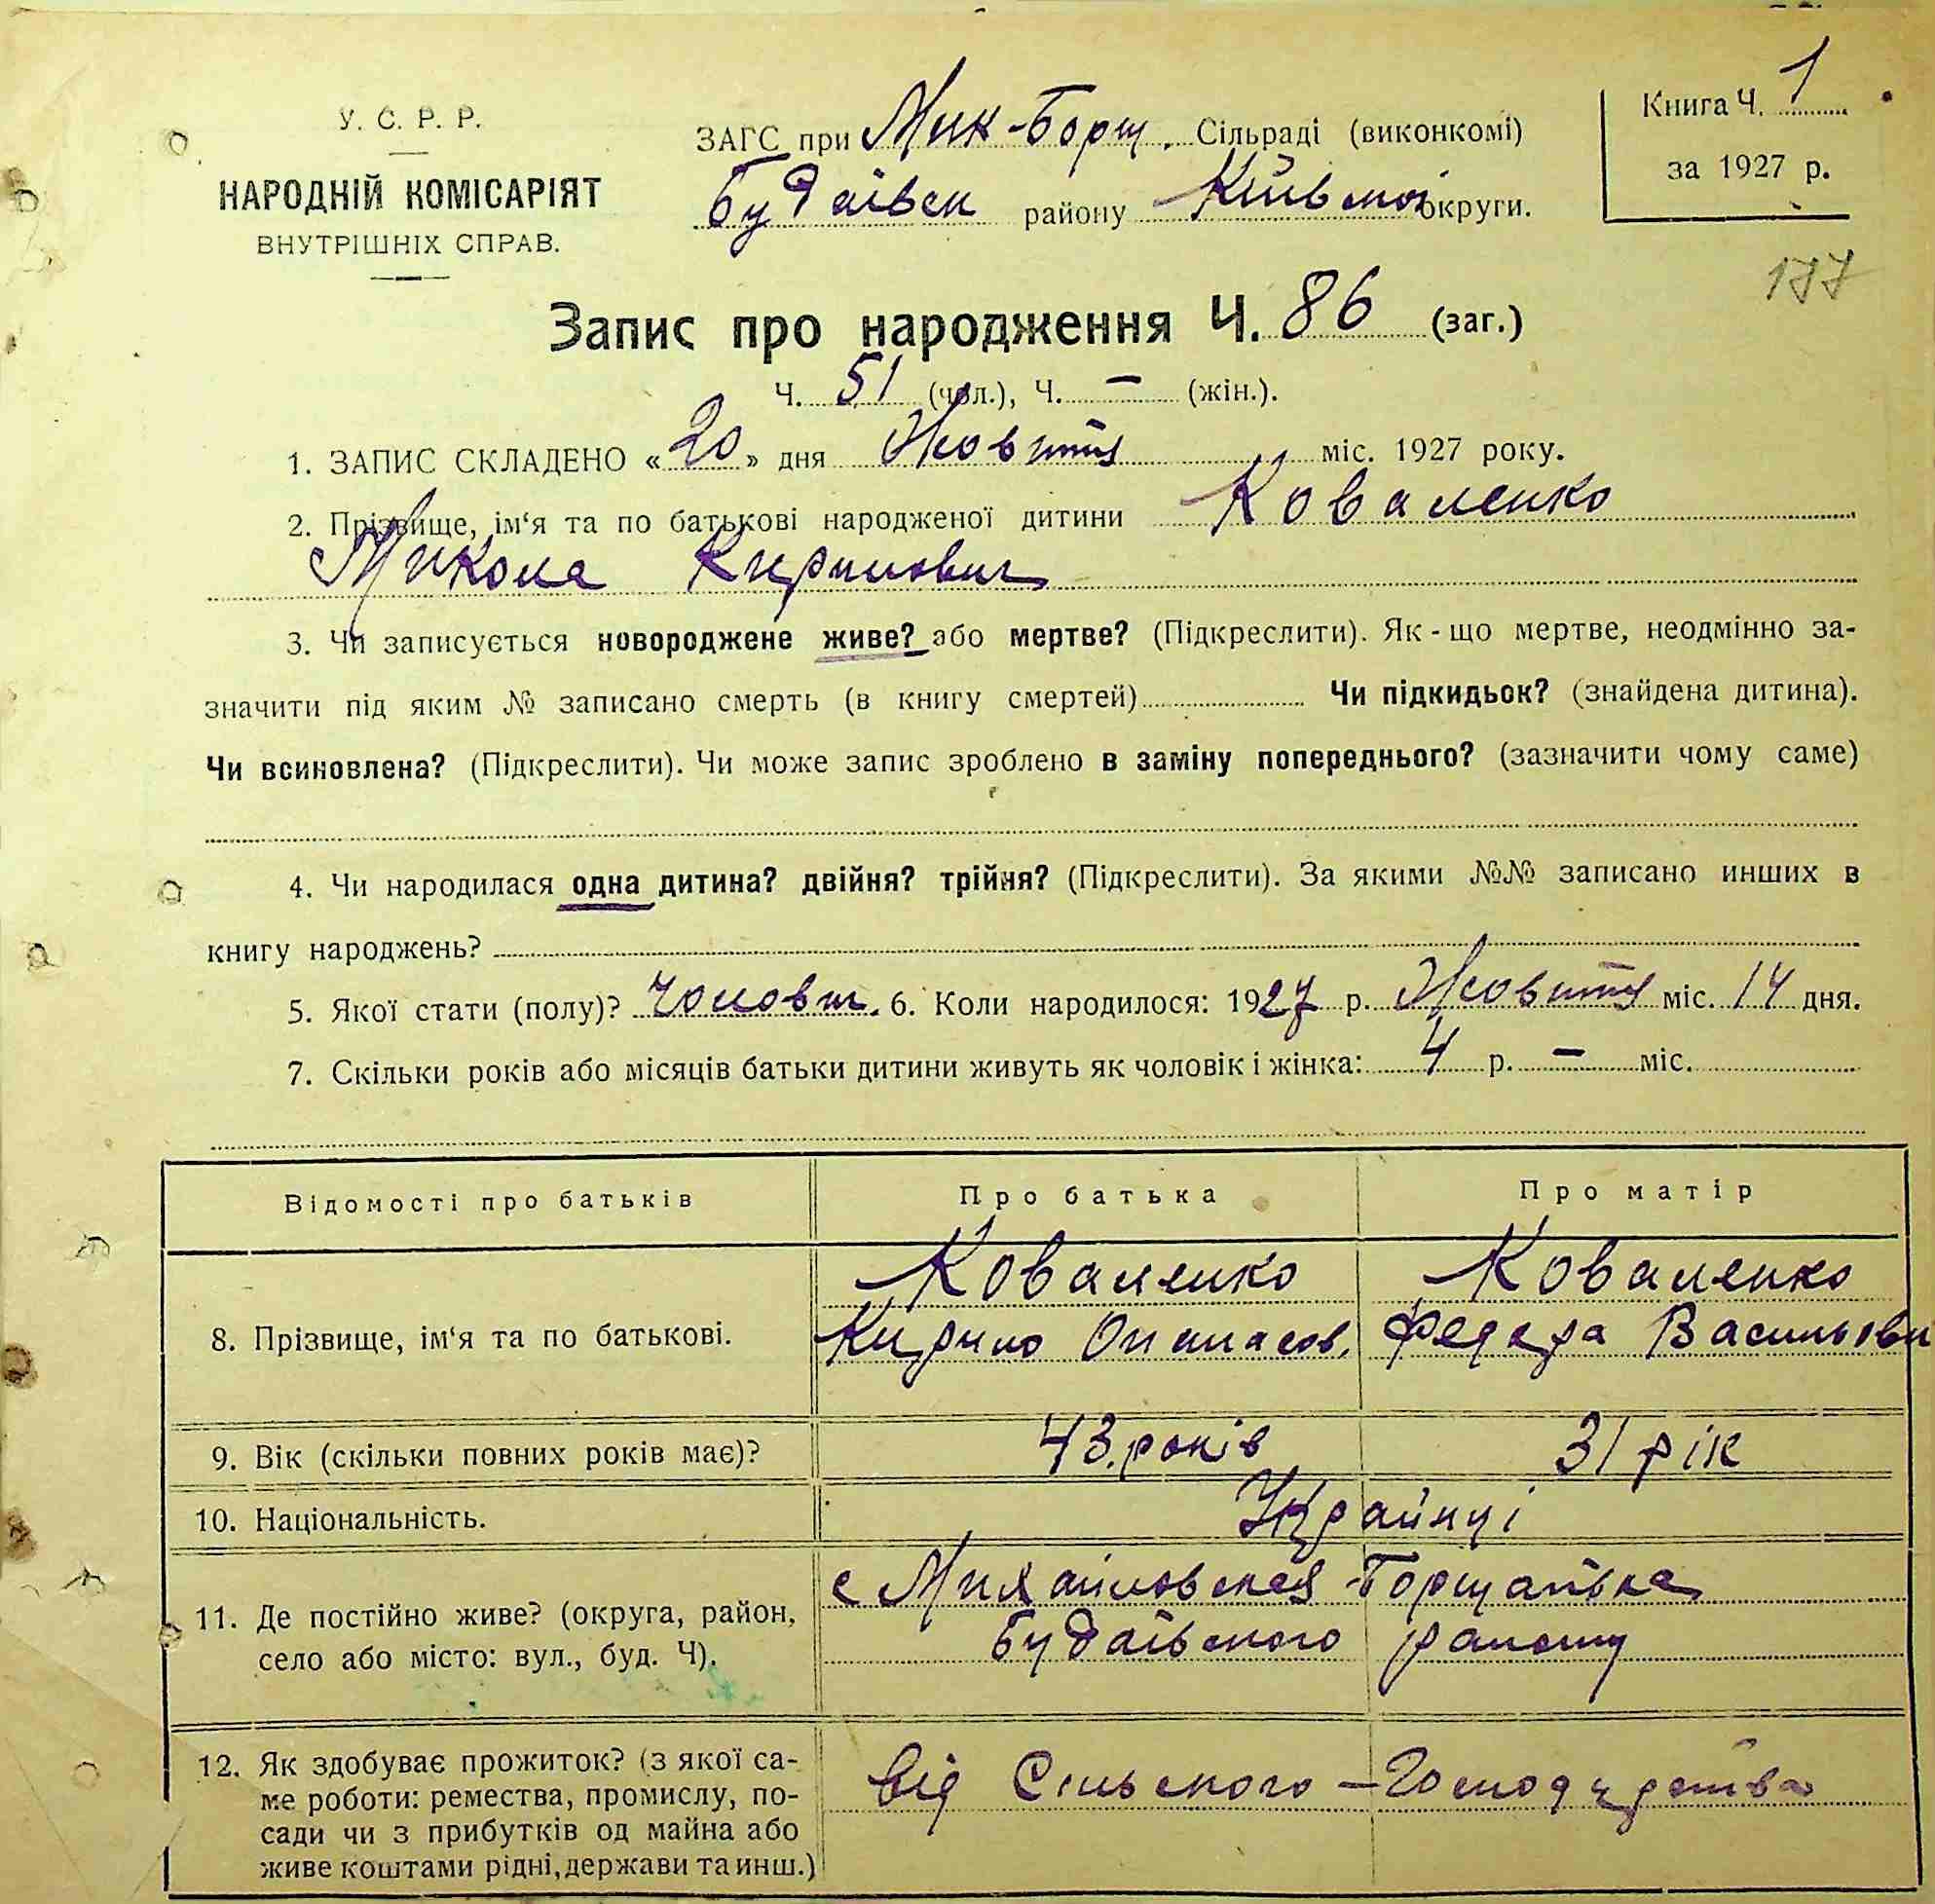 У. С. Р. Р.
НАРОДНІЙ КОМІСАРІЯТ
ВНУТРІШНІХ СПРАВ.
ЗАГС при Мих-Борщ. Сільраді (виконкомі)
Будаївськ району Київської округи.
Книга Ч. 1
за 1927 р.
177
Запис про народження Ч. 86 (заг.)
Ч. 51 (чол.), Ч. — (жін.).
1. ЗАПИС СКЛАДЕНО «20» дня Жовтня міс. 1927 року.
2. Прізвище, ім‘я та по батькові народженої дитини Коваленко
Микола Кирилович
3. Чи записується новороджене живе? або мертве? (Підкреслити). Як-що мертве, неодмінно за-
значити під яким № записано смерть (в книгу смертей) Чи підкидьок? (знайдена дитина).
Чи всиновлена? (Підкреслити). Чи може запис зроблено в заміну попереднього? (зазначити чому саме)
4. Чи народилася одна дитина? двійня? трійня? (Підкреслити). За якими №№ записано инших в
книгу народжень?
5. Якої стати (полу)? чоловіч. 6. Коли народилося: 1927 р. Жовтня міс. 14 дня.
7. Скільки років або місяців батьки дитини живуть як чоловік і жінка: 4 р. — міс.
Відомості про батьків Про батька Про матір
8. Прізвище, ім‘я та по батькові.
Коваленко
Кирило Опанасов.
Коваленко
Федора Васильовн
9. Вік (скільки повних років має)? 43 років 31 рік
10. Національність. Українці
11. Де постійно живе? (округа, район,
село або місто: вул., буд. Ч).
с Михайловская-Борщаївка
Будаївського району
12. Як здобуває прожиток? (з якої са-
ме роботи: ремества, промислу, по-
сади чи з прибутків од майна або
живе коштами рідні, держави та инш.)
від Сільского-Господарства